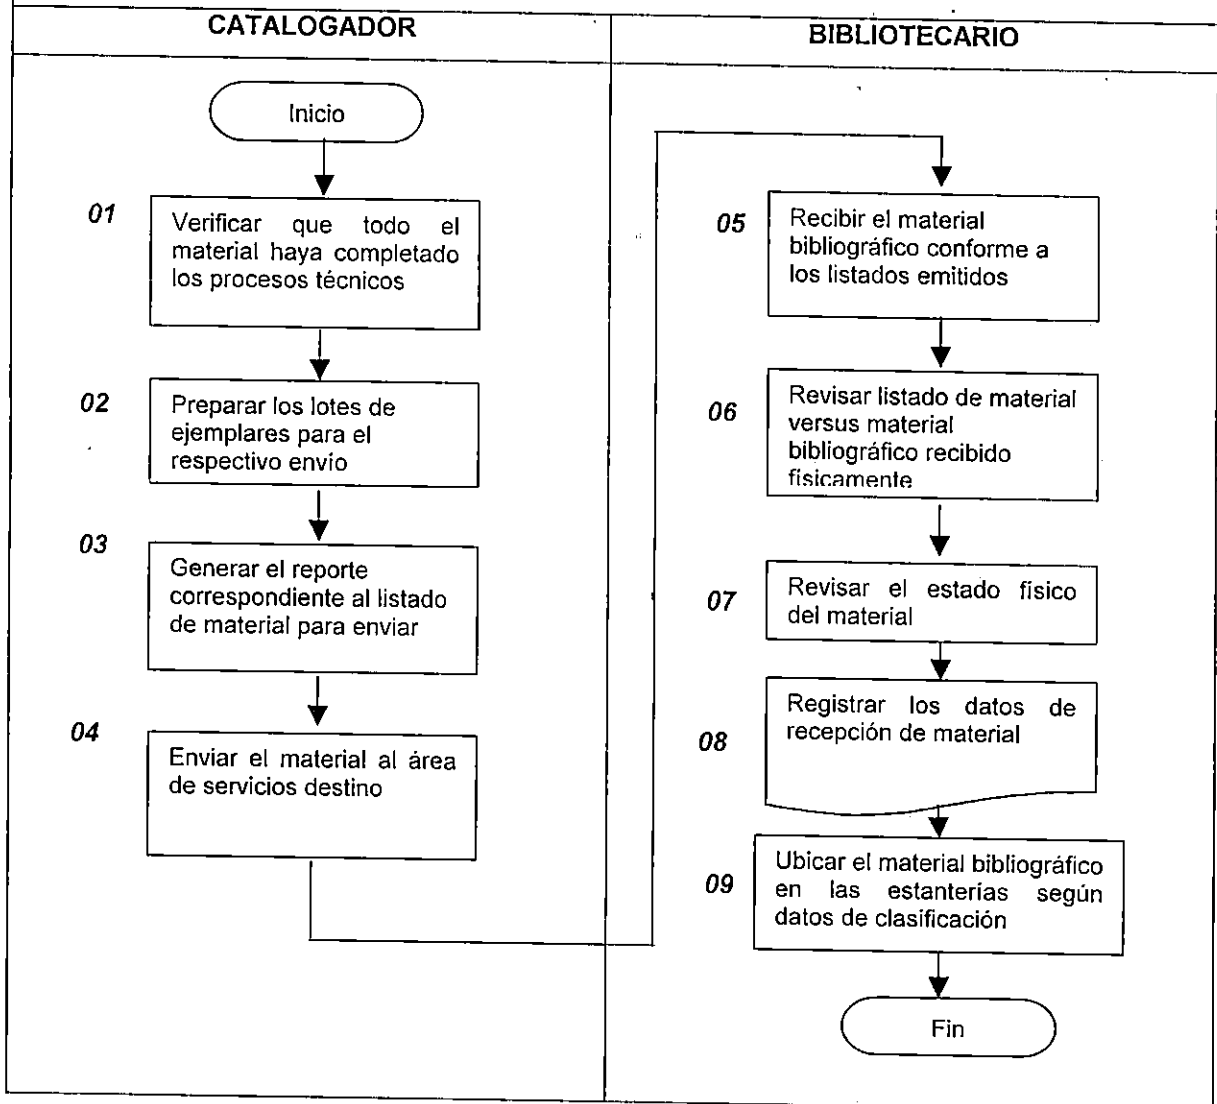 CATALOGADOR
BIBLIOTECARIO
Inicio
01
Verificar que todo el
material haya completado
los procesos técnicos
02
Preparar los lotes de
ejemplares para el
respectivo envío
03
Generar el reporte
correspondiente al listado
de material para enviar
04
Enviar el material al área
de servicios destino
05
Recibir el material
bibliográfico conforme a
los listados emitidos
06
Revisar listado de material
versus material
bibliográfico recibido
físicamente
07
Revisar el estado físico
del material
08
Registrar los datos de
recepción de material
09
Ubicar el material bibliográfico
en las estanterías según
datos de clasificación
Fin